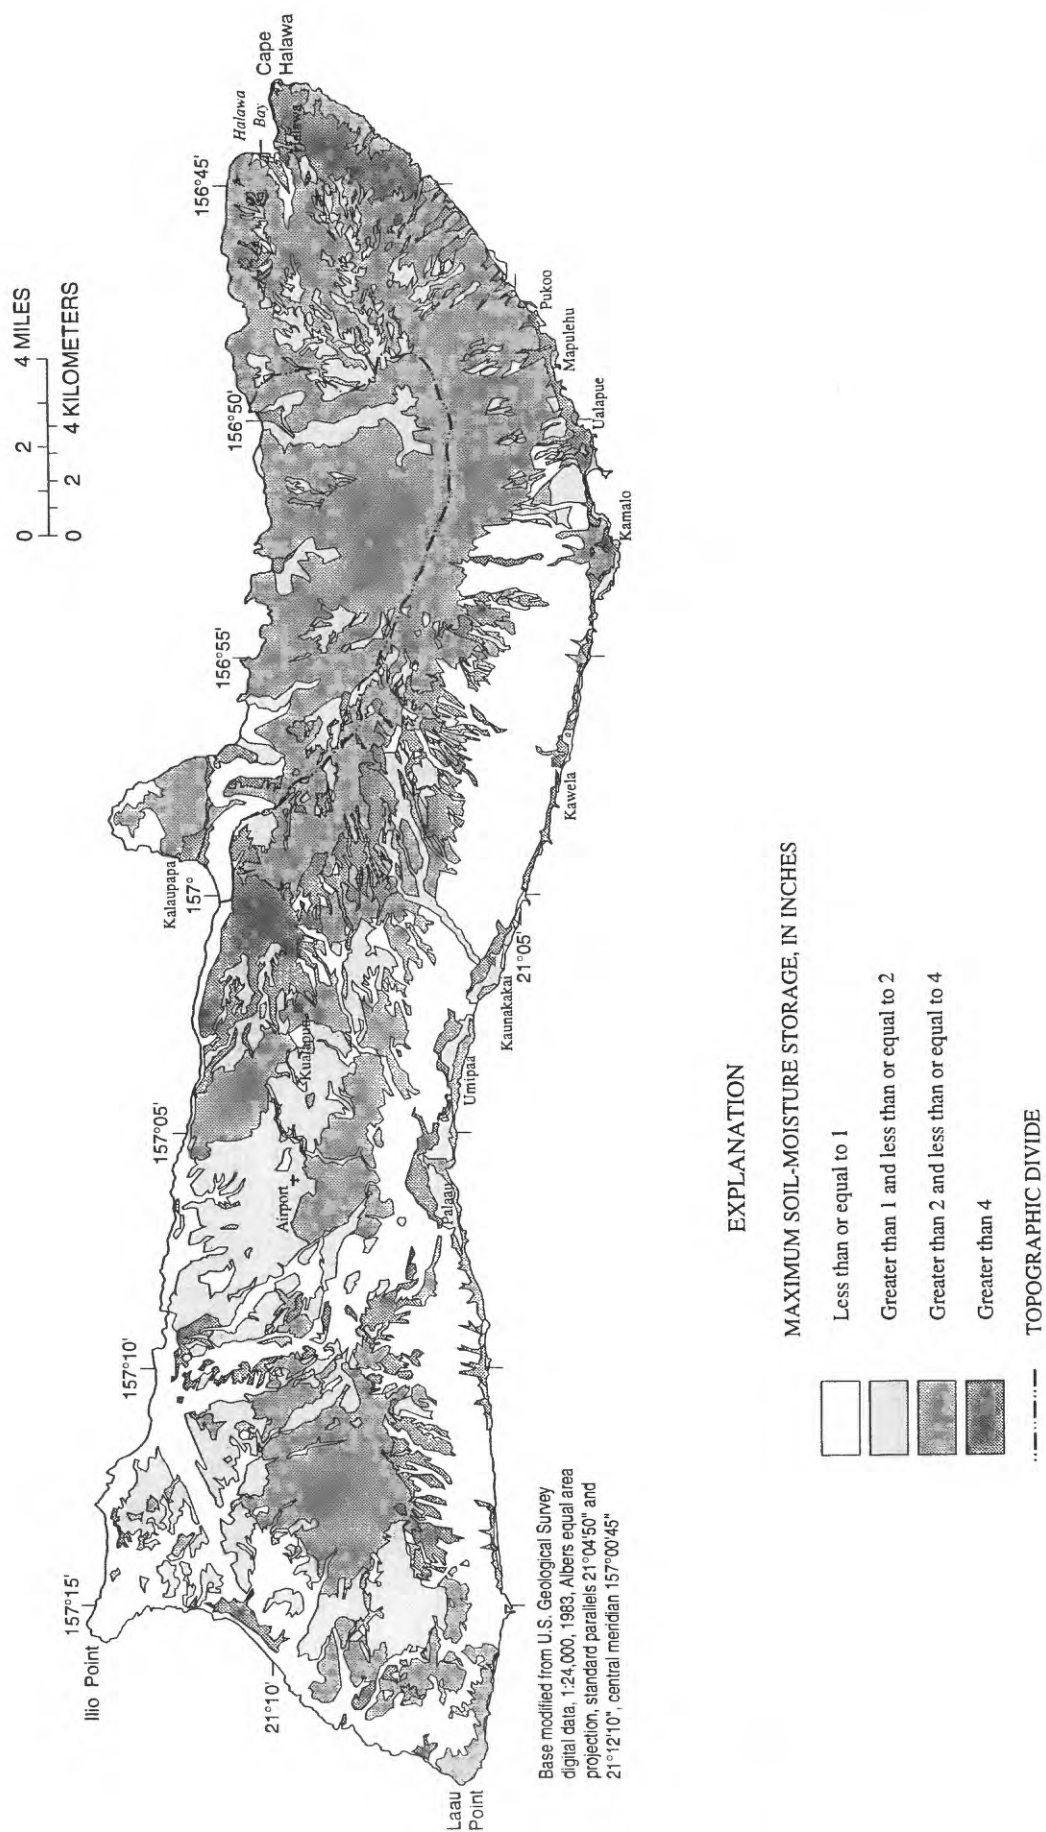 0 2 4 MILES
0 2 4 KILOMETERS
Ilio Point
157°15'
157°10'
157°05'
Kalaupapa
157°
156°55'
156°50'
156°45'
Halawa
Bay
Cape
Halawa
Halawa
21°10'
Airport
Kualapuu
Laau
Point
Palaau
Umipaa
Kaunakakai
21°05'
Kawela
Kamalo
Ualapue
Mapulehu
Pukoo
Base modified from U.S. Geological Survey
digital data, 1:24,000, 1983, Albers equal area
projection, standard parallels 21°04'50" and
21°12'10", central meridian 157°00'45"
EXPLANATION
MAXIMUM SOIL-MOISTURE STORAGE, IN INCHES
Less than or equal to 1
Greater than 1 and less than or equal to 2
Greater than 2 and less than or equal to 4
Greater than 4
TOPOGRAPHIC DIVIDE